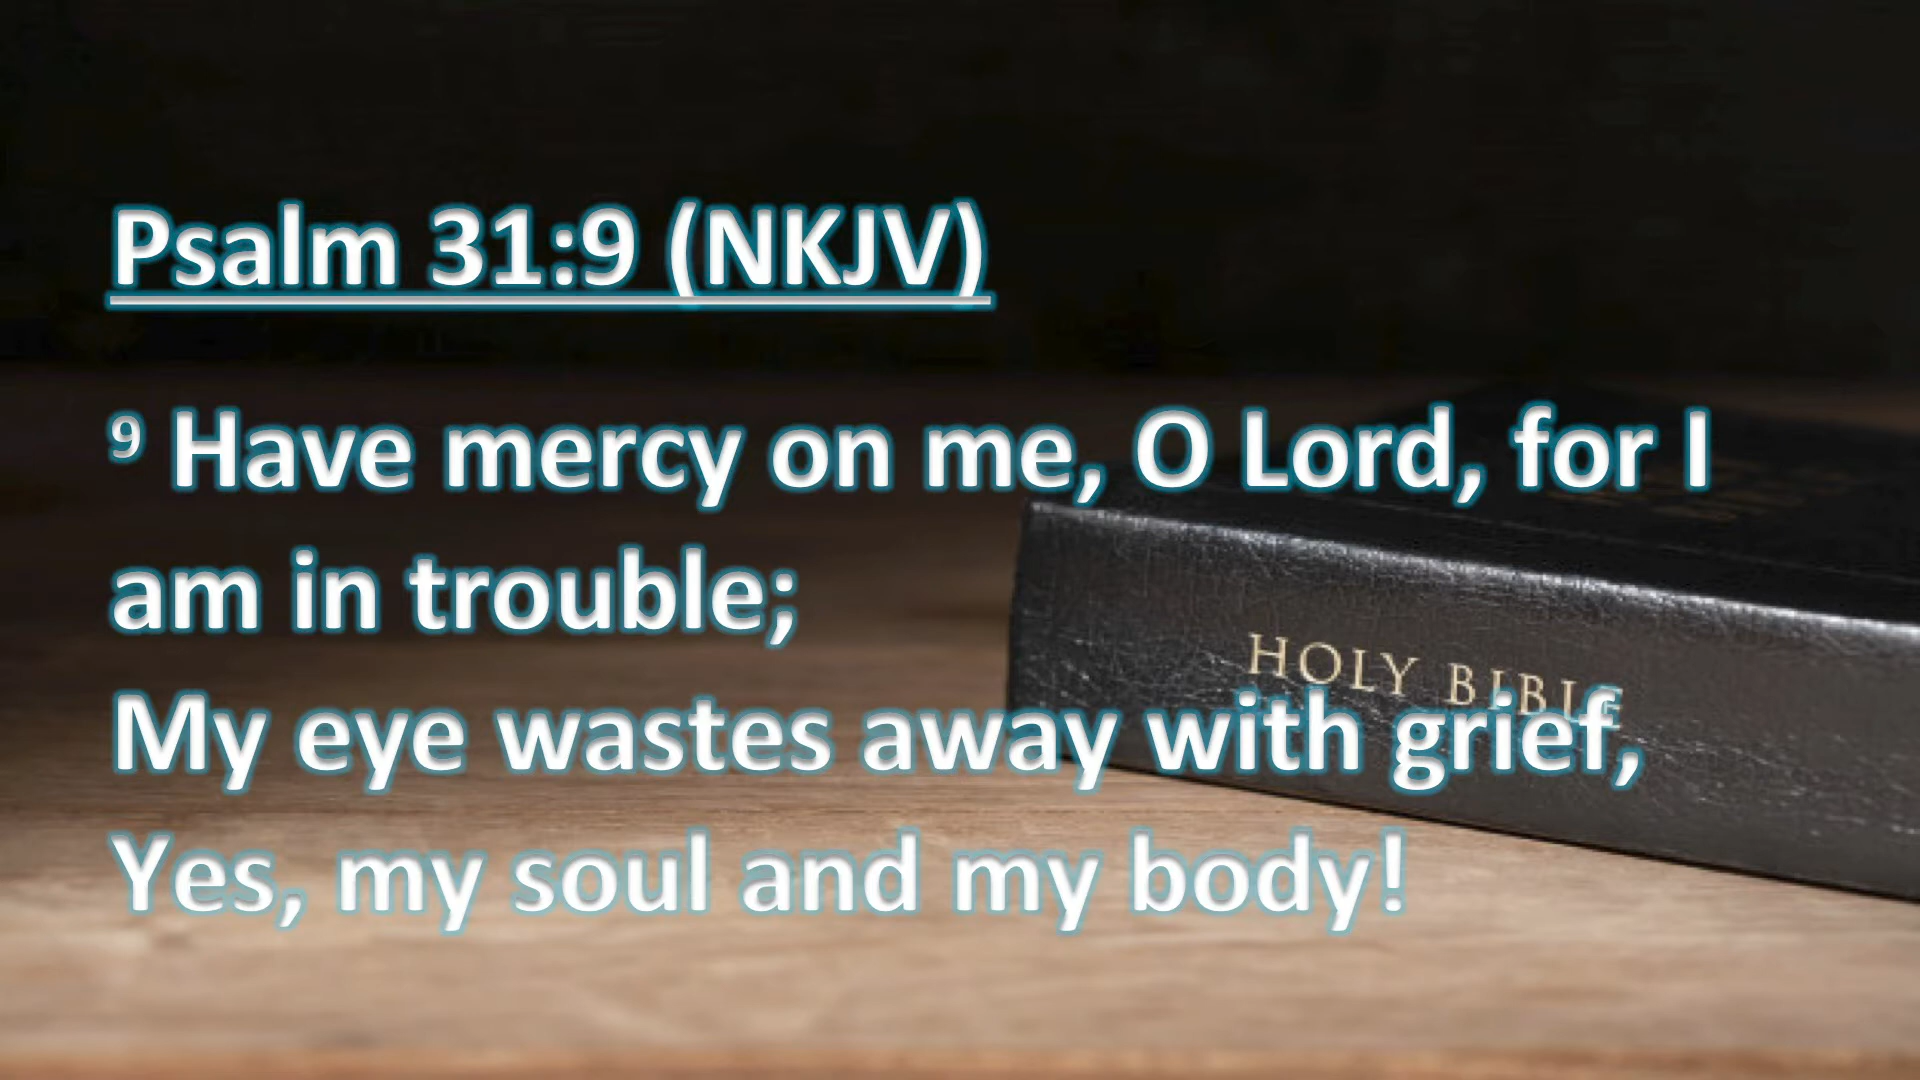 Psalm 31:9 (NKJV)
9 Have mercy on me, O Lord, for I
am in trouble;
HOLY BIBLE
My eye wastes away with grief,
Yes, my soul and my body!